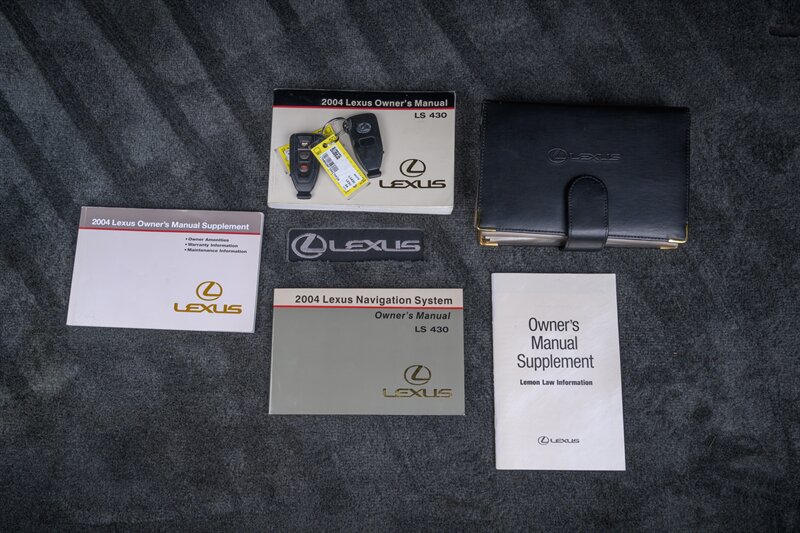 2004 Lexus Owner's Manual
LS 430
LEXUS
LEXUS
2004 Lexus Owner's Manual Supplement
• Owner Amenities
• Warranty Information
• Maintenance Information
LEXUS
LEXUS
2004 Lexus Navigation System
Owner's Manual
LS 430
LEXUS
Owner's
Manual
Supplement
Lemon Law Information
LEXUS